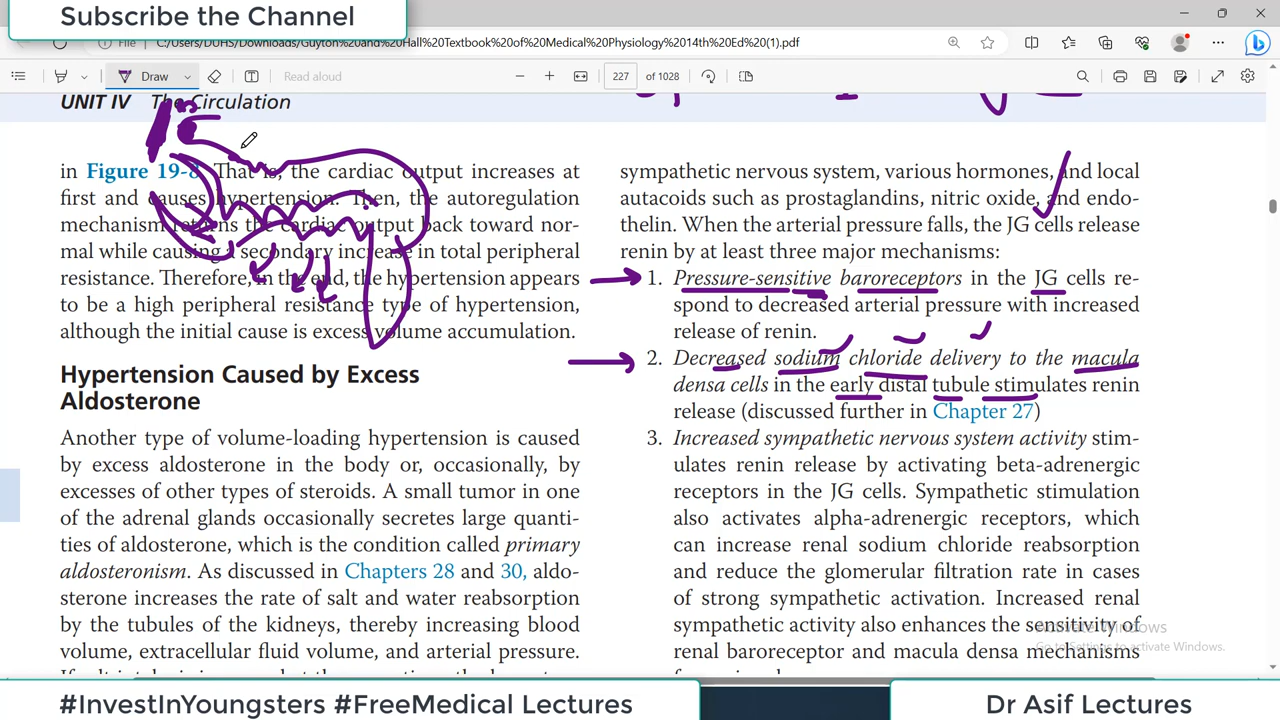 Subscribe the Channel
File
C:/Users/DUHS/Downloads/Guyton%20and%20Hall%20Textbook%20of%20Medical%20Physiology%2014th%20Ed%20(1).pdf
Draw
Read aloud
227 of 1028
UNIT IV The Circulation
in Figure 19-8. That is, the cardiac output increases at
first and causes hypertension. Then, the autoregulation
mechanism returns the cardiac output back toward nor-
mal while causing a secondary increase in total peripheral
resistance. Therefore, in the end, the hypertension appears
to be a high peripheral resistance type of hypertension,
although the initial cause is excess volume accumulation.
Hypertension Caused by Excess
Aldosterone
Another type of volume-loading hypertension is caused
by excess aldosterone in the body or, occasionally, by
excesses of other types of steroids. A small tumor in one
of the adrenal glands occasionally secretes large quanti-
ties of aldosterone, which is the condition called primary
aldosteronism. As discussed in Chapters 28 and 30, aldo-
sterone increases the rate of salt and water reabsorption
by the tubules of the kidneys, thereby increasing blood
volume, extracellular fluid volume, and arterial pressure.
sympathetic nervous system, various hormones, and local
autacoids such as prostaglandins, nitric oxide, and endo-
thelin. When the arterial pressure falls, the JG cells release
renin by at least three major mechanisms:
1. Pressure-sensitive baroreceptors in the JG cells re-
spond to decreased arterial pressure with increased
release of renin.
2. Decreased sodium chloride delivery to the macula
densa cells in the early distal tubule stimulates renin
release (discussed further in Chapter 27)
3. Increased sympathetic nervous system activity stim-
ulates renin release by activating beta-adrenergic
receptors in the JG cells. Sympathetic stimulation
also activates alpha-adrenergic receptors, which
can increase renal sodium chloride reabsorption
and reduce the glomerular filtration rate in cases
of strong sympathetic activation. Increased renal
sympathetic activity also enhances the sensitivity of
renal baroreceptor and macula densa mechanisms
Activate Windows
Go to Settings to activate Windows.
#InvestInYoungsters #FreeMedical Lectures
Dr Asif Lectures